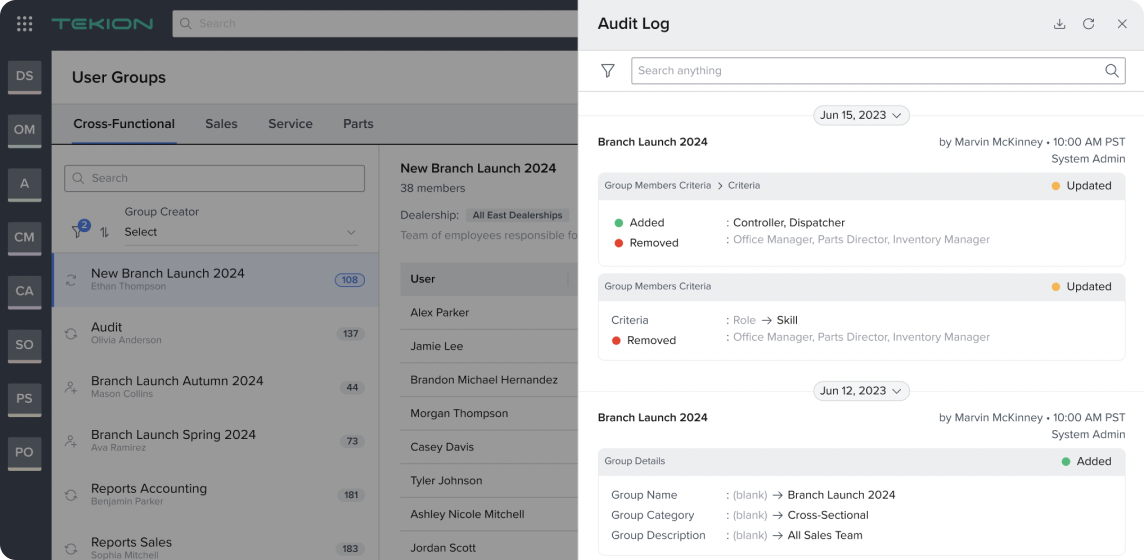 TEKION
Search
DS
OM
A
CM
CA
SO
PS
PO
User Groups
Cross-Functional Sales Service Parts
Search
2
Group Creator
Select
New Branch Launch 2024
Ethan Thompson
108
Audit
Olivia Anderson
137
Branch Launch Autumn 2024
Mason Collins
44
Branch Launch Spring 2024
Ava Ramirez
73
Reports Accounting
Benjamin Parker
181
Reports Sales
Sophia Mitchell
183
New Branch Launch 2024
38 members
Dealership: All East Dealerships
Team of employees responsible fo
User
Alex Parker
Jamie Lee
Brandon Michael Hernandez
Morgan Thompson
Casey Davis
Tyler Johnson
Ashley Nicole Mitchell
Jordan Scott
Audit Log
Search anything
Jun 15, 2023
Branch Launch 2024 by Marvin McKinney • 10:00 AM PST
System Admin
Group Members Criteria > Criteria Updated
Added : Controller, Dispatcher
Removed : Office Manager, Parts Director, Inventory Manager
Group Members Criteria Updated
Criteria : Role → Skill
Removed : Office Manager, Parts Director, Inventory Manager
Jun 12, 2023
Branch Launch 2024 by Marvin McKinney • 10:00 AM PST
System Admin
Group Details Added
Group Name : (blank) → Branch Launch 2024
Group Category : (blank) → Cross-Sectional
Group Description : (blank) → All Sales Team